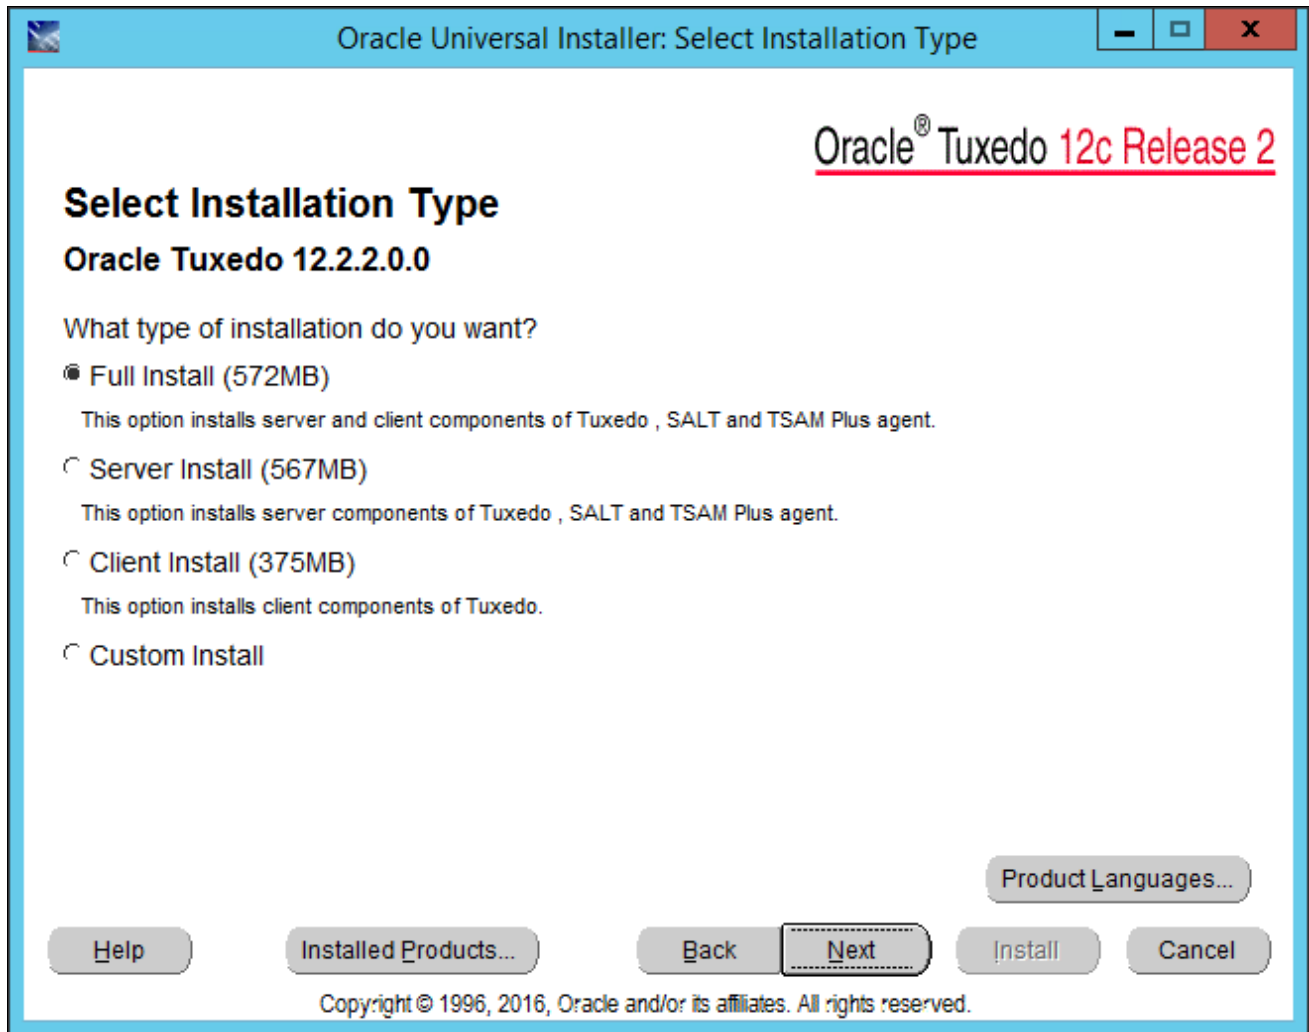 Oracle Universal Installer: Select Installation Type
Oracle® Tuxedo 12c Release 2
Select Installation Type
Oracle Tuxedo 12.2.2.0.0
What type of installation do you want?
Full Install (572MB)
This option installs server and client components of Tuxedo , SALT and TSAM Plus agent.
Server Install (567MB)
This option installs server components of Tuxedo , SALT and TSAM Plus agent.
Client Install (375MB)
This option installs client components of Tuxedo.
Custom Install
Product Languages...
Help Installed Products... Back Next Install Cancel
Copyright © 1996, 2016, Oracle and/or its affiliates. All rights reserved.